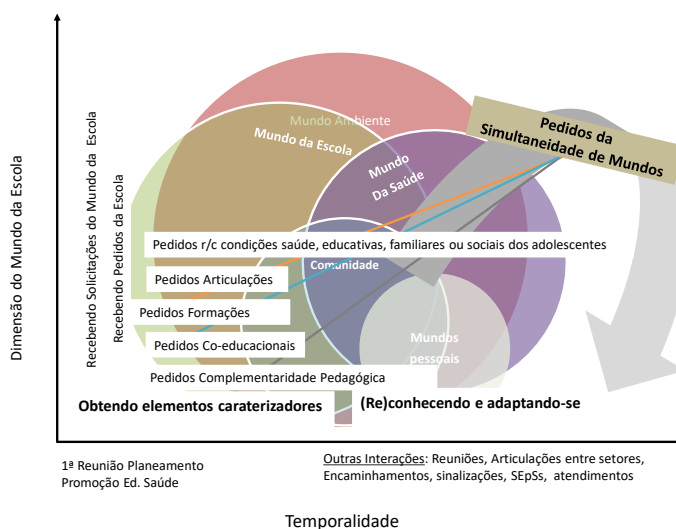 Dimensão do Mundo da Escola
Recebendo Solicitações do Mundo da Escola
Recebendo Pedidos da Escola
Mundo Ambiente
Mundo da Escola
Mundo
Da Saúde
Pedidos da
Simultaneidade de Mundos
Pedidos r/c condições saúde, educativas, familiares ou sociais dos adolescentes
Comunidade
Pedidos Articulações
Pedidos Formações
Pedidos Co-educacionais
Mundos
pessoais
Pedidos Complementaridade Pedagógica
Obtendo elementos caraterizadores
(Re)conhecendo e adaptando-se
1ª Reunião Planeamento
Promoção Ed. Saúde
Outras Interações: Reuniões, Articulações entre setores,
Encaminhamentos, sinalizações, SEpSs, atendimentos
Temporalidade